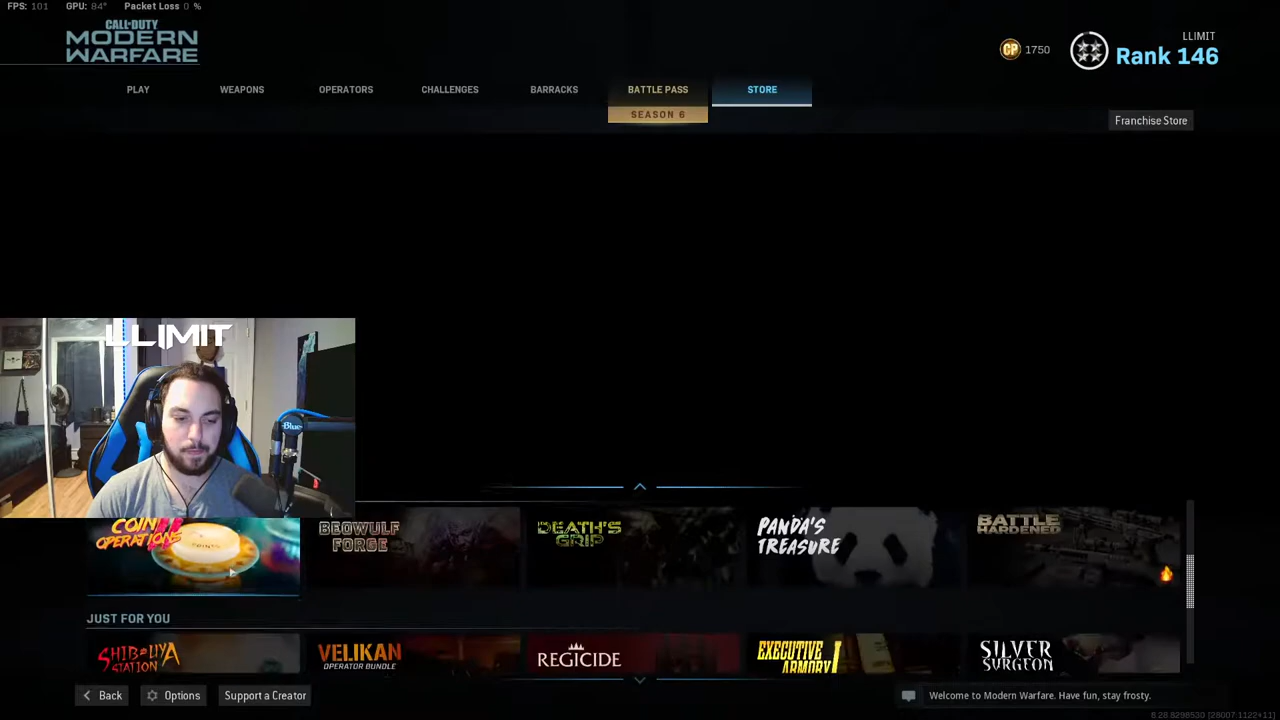 FPS: 101 GPU: 84° Packet Loss 0 %
CALL OF DUTY
MODERN
WARFARE
CP 1750
LLIMIT
Rank 146
PLAY WEAPONS OPERATORS CHALLENGES BARRACKS BATTLE PASS STORE
SEASON 6
Franchise Store
LLIMIT
Blue
COIN
OPERATIONS
BEOWULF
FORGE
DEATH'S
GRIP
PANDA'S
TREASURE
BATTLE
HARDENED
JUST FOR YOU
SHIBUYA
STATION
VELIKAN
OPERATOR BUNDLE
REGICIDE
EXECUTIVE
ARMORY
SILVER
SURGEON
Back Options Support a Creator
Welcome to Modern Warfare. Have fun, stay frosty.